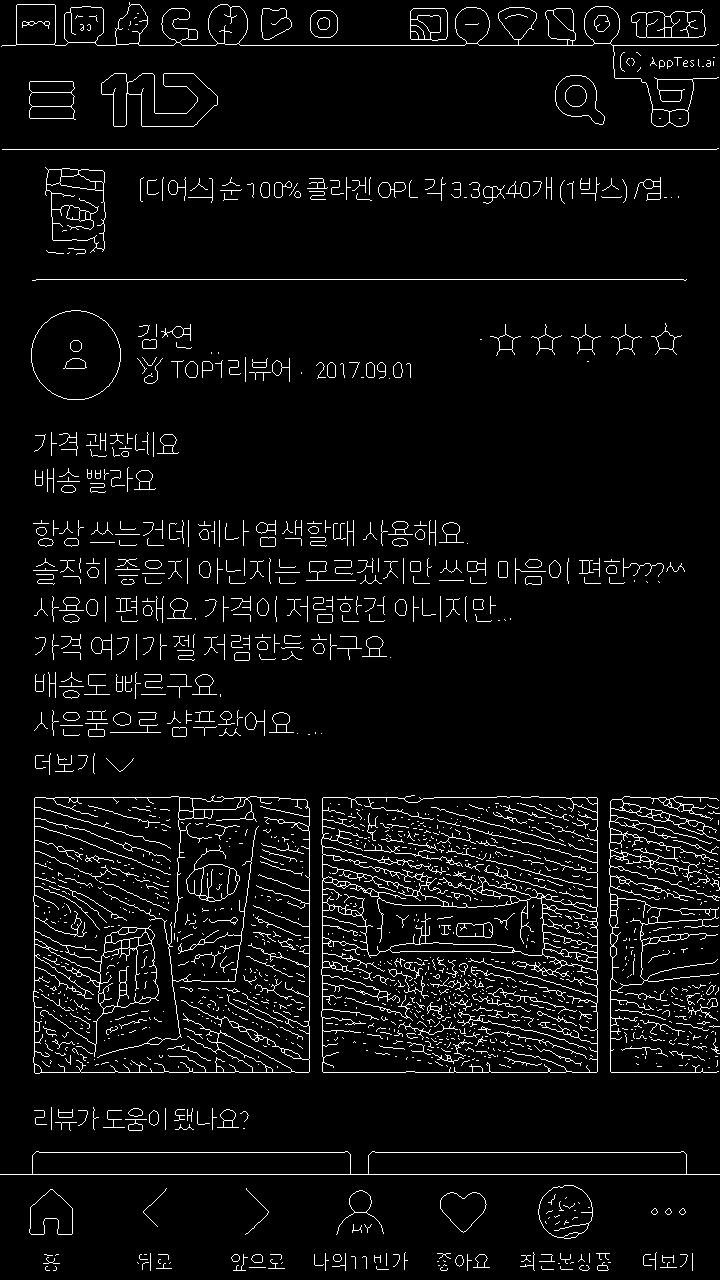 12:23
AppTest.ai
11
[디어스] 순 100% 콜라겐 OPL 각 3.3gx40개 (1박스) /염...
김*연
TOP1리뷰어 · 2017.09.01
가격 괜찮네요
배송 빨라요
항상 쓰는건데 헤나 염색할때 사용해요.
솔직히 좋은지 아닌지는 모르겠지만 쓰면 마음이 편한???^^
사용이 편해요. 가격이 저렴한건 아니지만...
가격 여기가 젤 저렴한듯 하구요.
배송도 빠르구요.
사은품으로 샴푸왔어요. ...
더보기
리뷰가 도움이 됐나요?
MY
홈 뒤로 앞으로 나의11번가 좋아요 최근본상품 더보기